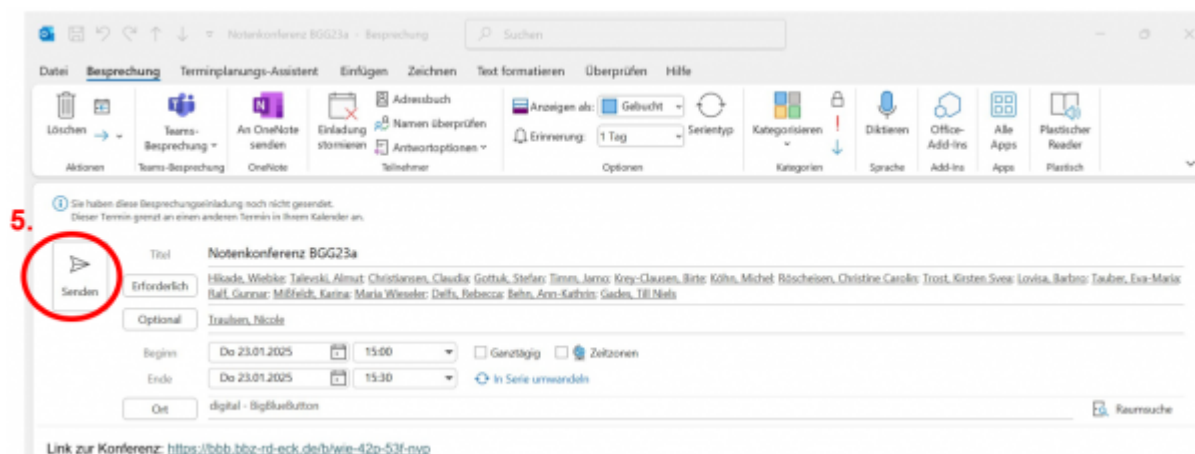 Notenkonferenz BGG23a - Besprechung
Suchen
Datei Besprechung Terminplanungs-Assistent Einfügen Zeichnen Text formatieren Überprüfen Hilfe
Löschen
Teams-Besprechung
An OneNote senden
Einladung stornieren
Adressbuch
Namen überprüfen
Antwortoptionen
Anzeigen als: Gebucht
Erinnerung: 1 Tag
Serientyp
Kategorisieren
Diktieren
Office-Add-Ins
Alle Apps
Plastischer Reader
Aktionen Teams-Besprechung OneNote Teilnehmer Optionen Kategorien Sprache Add-Ins Apps Plastisch
Sie haben diese Besprechungseinladung noch nicht gesendet.
Dieser Termin grenzt an einen anderen Termin in Ihrem Kalender an.
5.
Senden
Titel Notenkonferenz BGG23a
Erforderlich Hikade, Wiebke; Talevski, Almut; Christiansen, Claudia; Gottuk, Stefan; Timm, Jarno; Krey-Clausen, Birte; Köhn, Michel; Röscheisen, Christine Carolin; Trost, Kirsten Svea; Lovisa, Barbro; Tauber, Eva-Maria;
Ralf, Gunnar; Mißfeldt, Karina; Maria Wieseler; Delfs, Rebecca; Behn, Ann-Kathrin; Gades, Till Niels
Optional Traulsen, Nicole
Beginn Do 23.01.2025 15:00 Ganztägig Zeitzonen
Ende Do 23.01.2025 15:30 In Serie umwandeln
Ort digital - BigBlueButton Raumsuche
Link zur Konferenz: https://bbb.bbz-rd-eck.de/b/wie-42p-53f-nvp